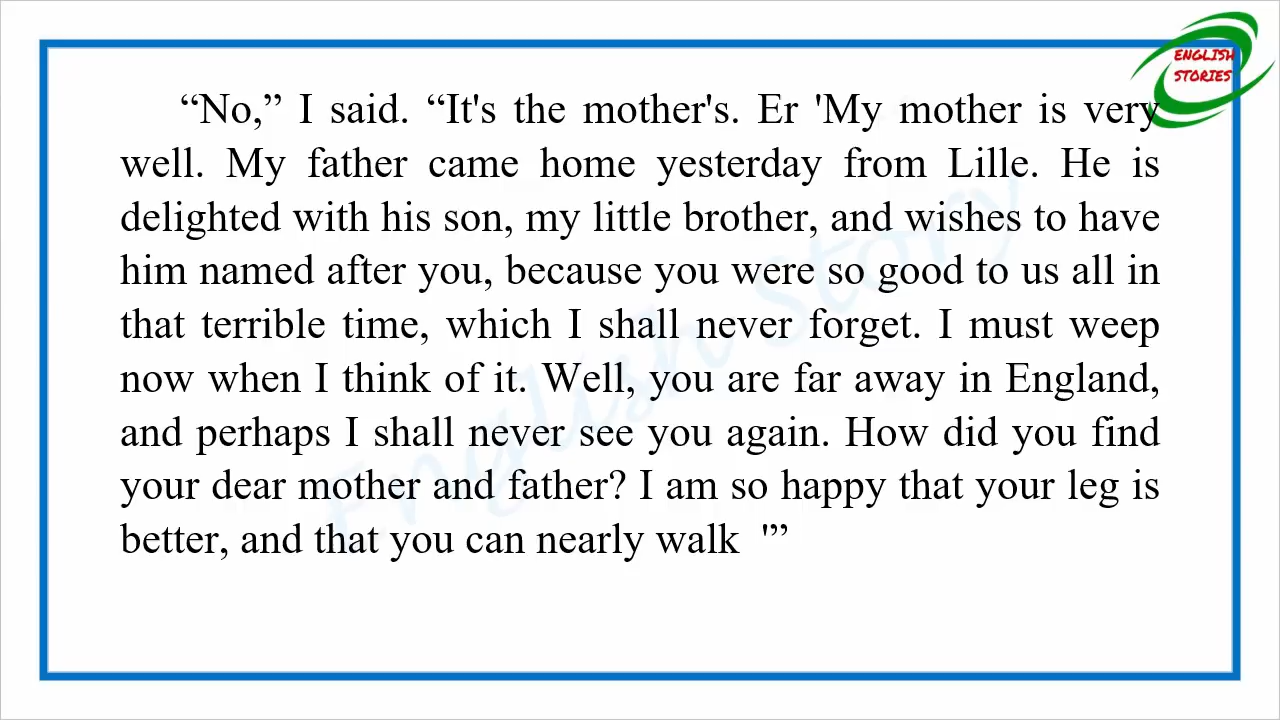 ENGLISH
STORIES
“No,” I said. “It's the mother's. Er 'My mother is very
well. My father came home yesterday from Lille. He is
delighted with his son, my little brother, and wishes to have
him named after you, because you were so good to us all in
that terrible time, which I shall never forget. I must weep
now when I think of it. Well, you are far away in England,
and perhaps I shall never see you again. How did you find
your dear mother and father? I am so happy that your leg is
better, and that you can nearly walk  '”
English Story